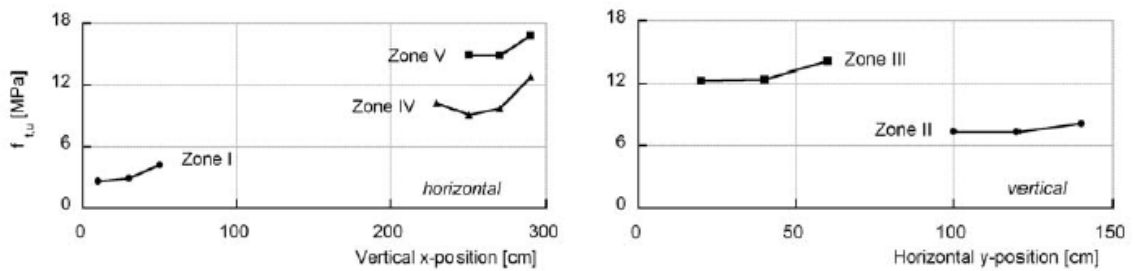 f t,u [MPa]
18
12
6
0
Zone V
Zone IV
Zone I
horizontal
0 100 200 300
Vertical x-position [cm]
18
12
6
0
Zone III
Zone II
vertical
0 50 100 150
Horizontal y-position [cm]